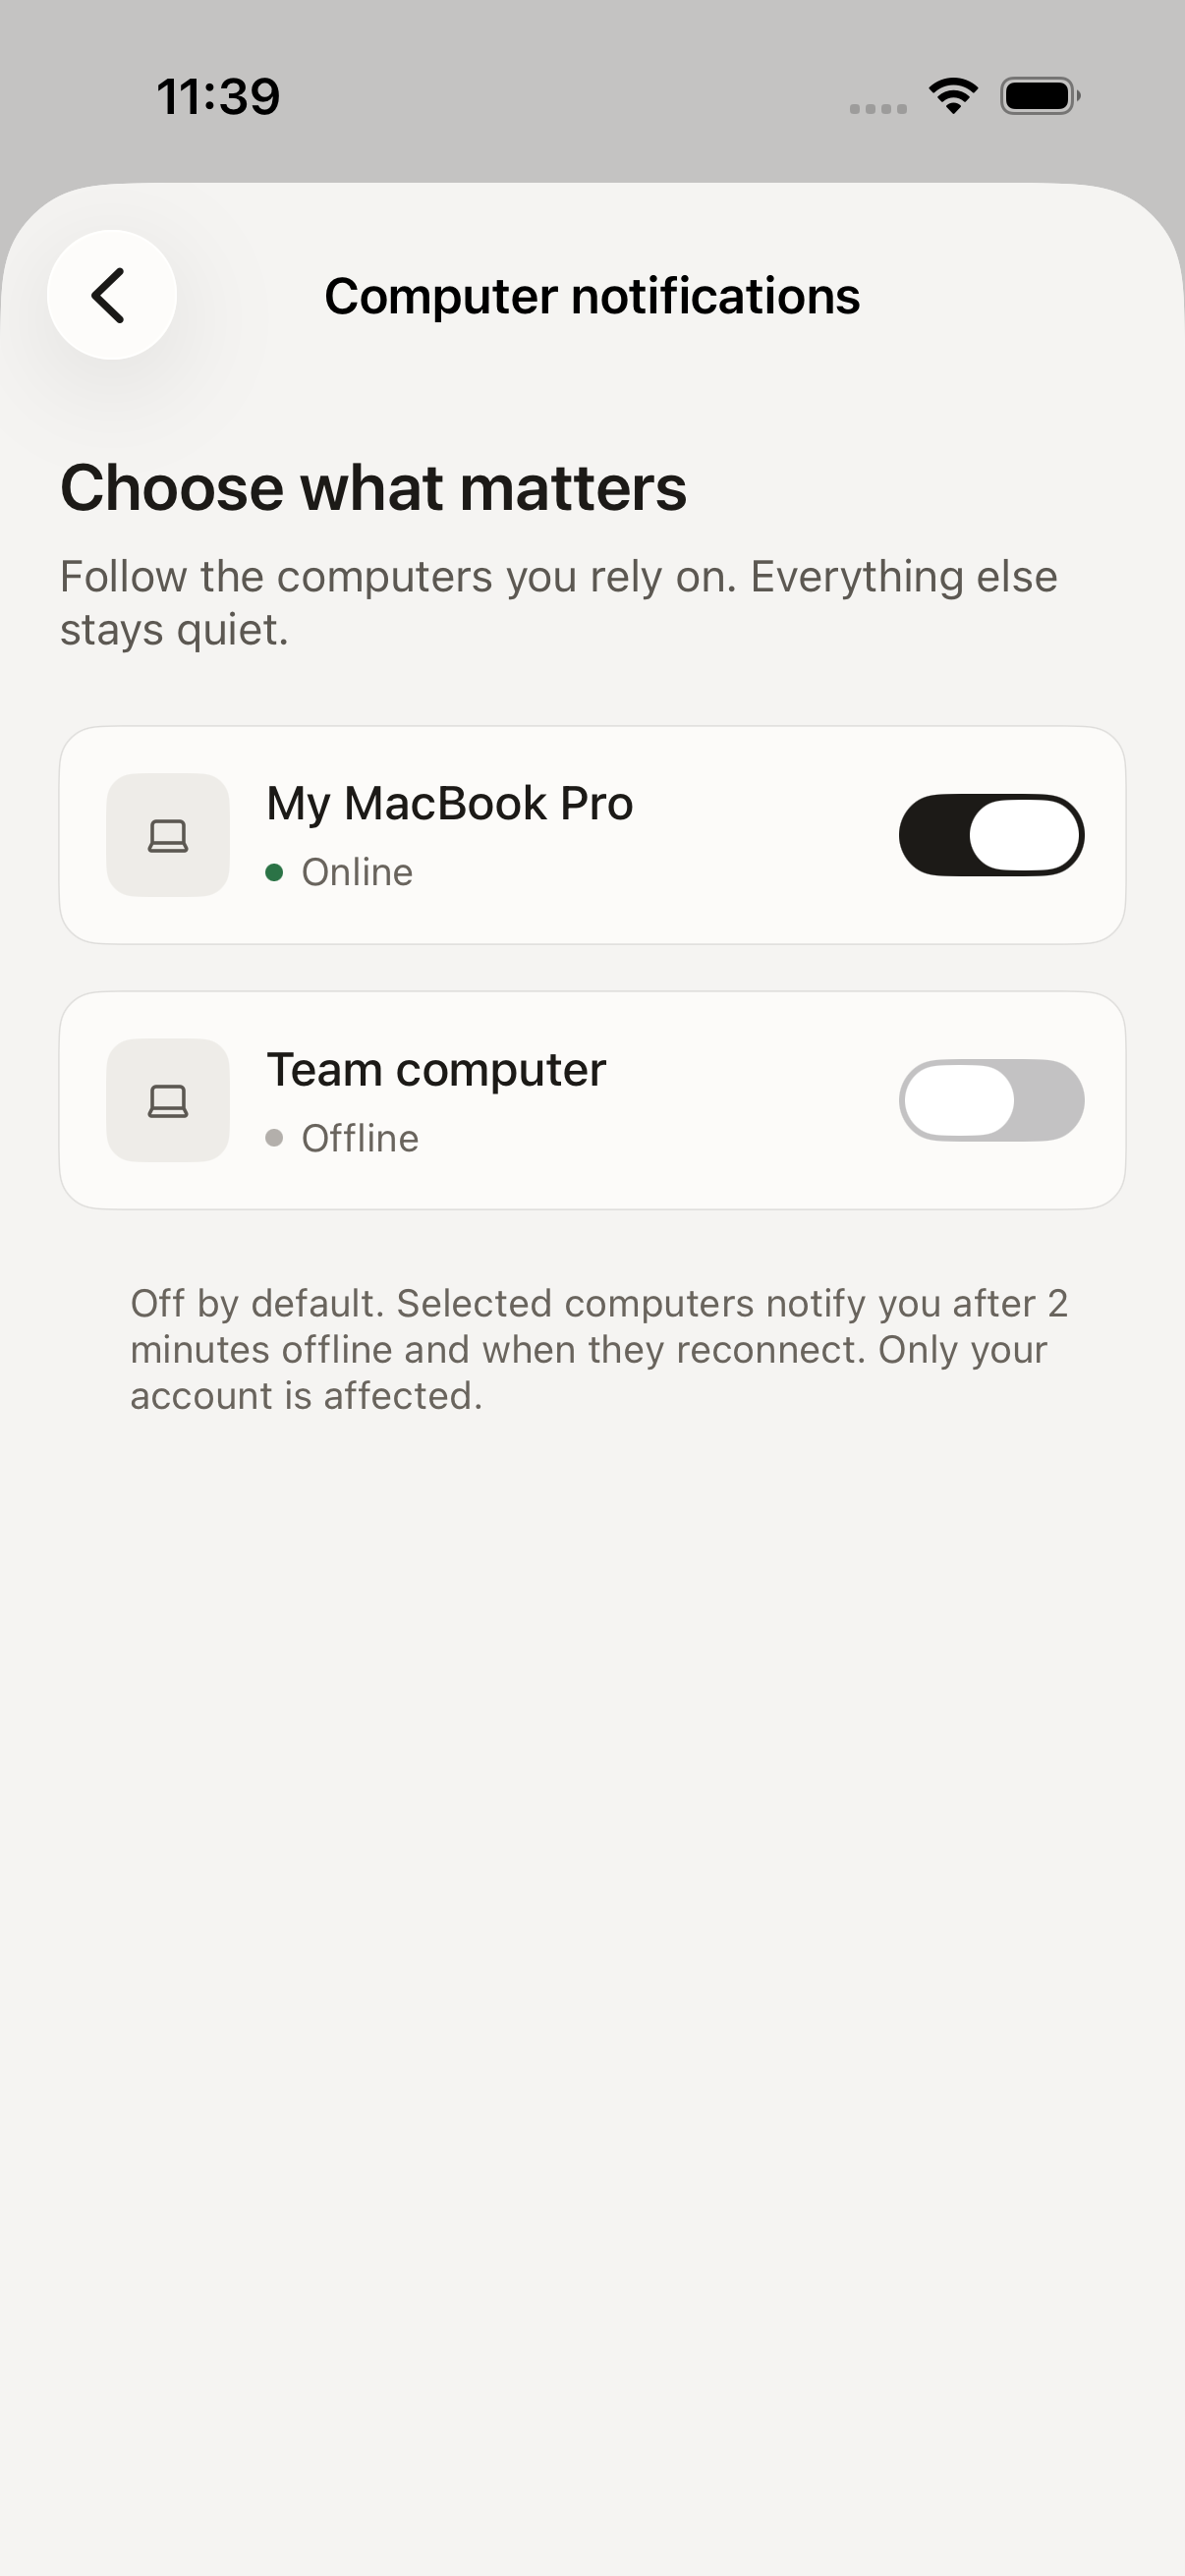 11:39
Computer notifications
Choose what matters
Follow the computers you rely on. Everything else
stays quiet.
My MacBook Pro
Online
Team computer
Offline
Off by default. Selected computers notify you after 2
minutes offline and when they reconnect. Only your
account is affected.